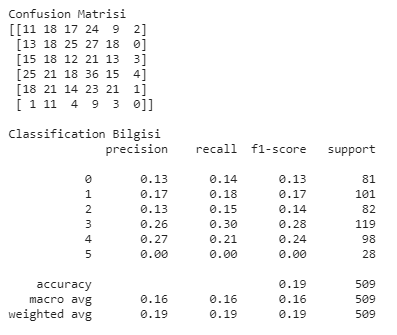 Confusion Matrisi
[[11 18 17 24 9 2]
[13 18 25 27 18 0]
[15 18 12 21 13 3]
[25 21 18 36 15 4]
[18 21 14 23 21 1]
[ 1 11 4 9 3 0]]
Classification Bilgisi
precision recall f1-score support
0 0.13 0.14 0.13 81
1 0.17 0.18 0.17 101
2 0.13 0.15 0.14 82
3 0.26 0.30 0.28 119
4 0.27 0.21 0.24 98
5 0.00 0.00 0.00 28
accuracy 0.19 509
macro avg 0.16 0.16 0.16 509
weighted avg 0.19 0.19 0.19 509